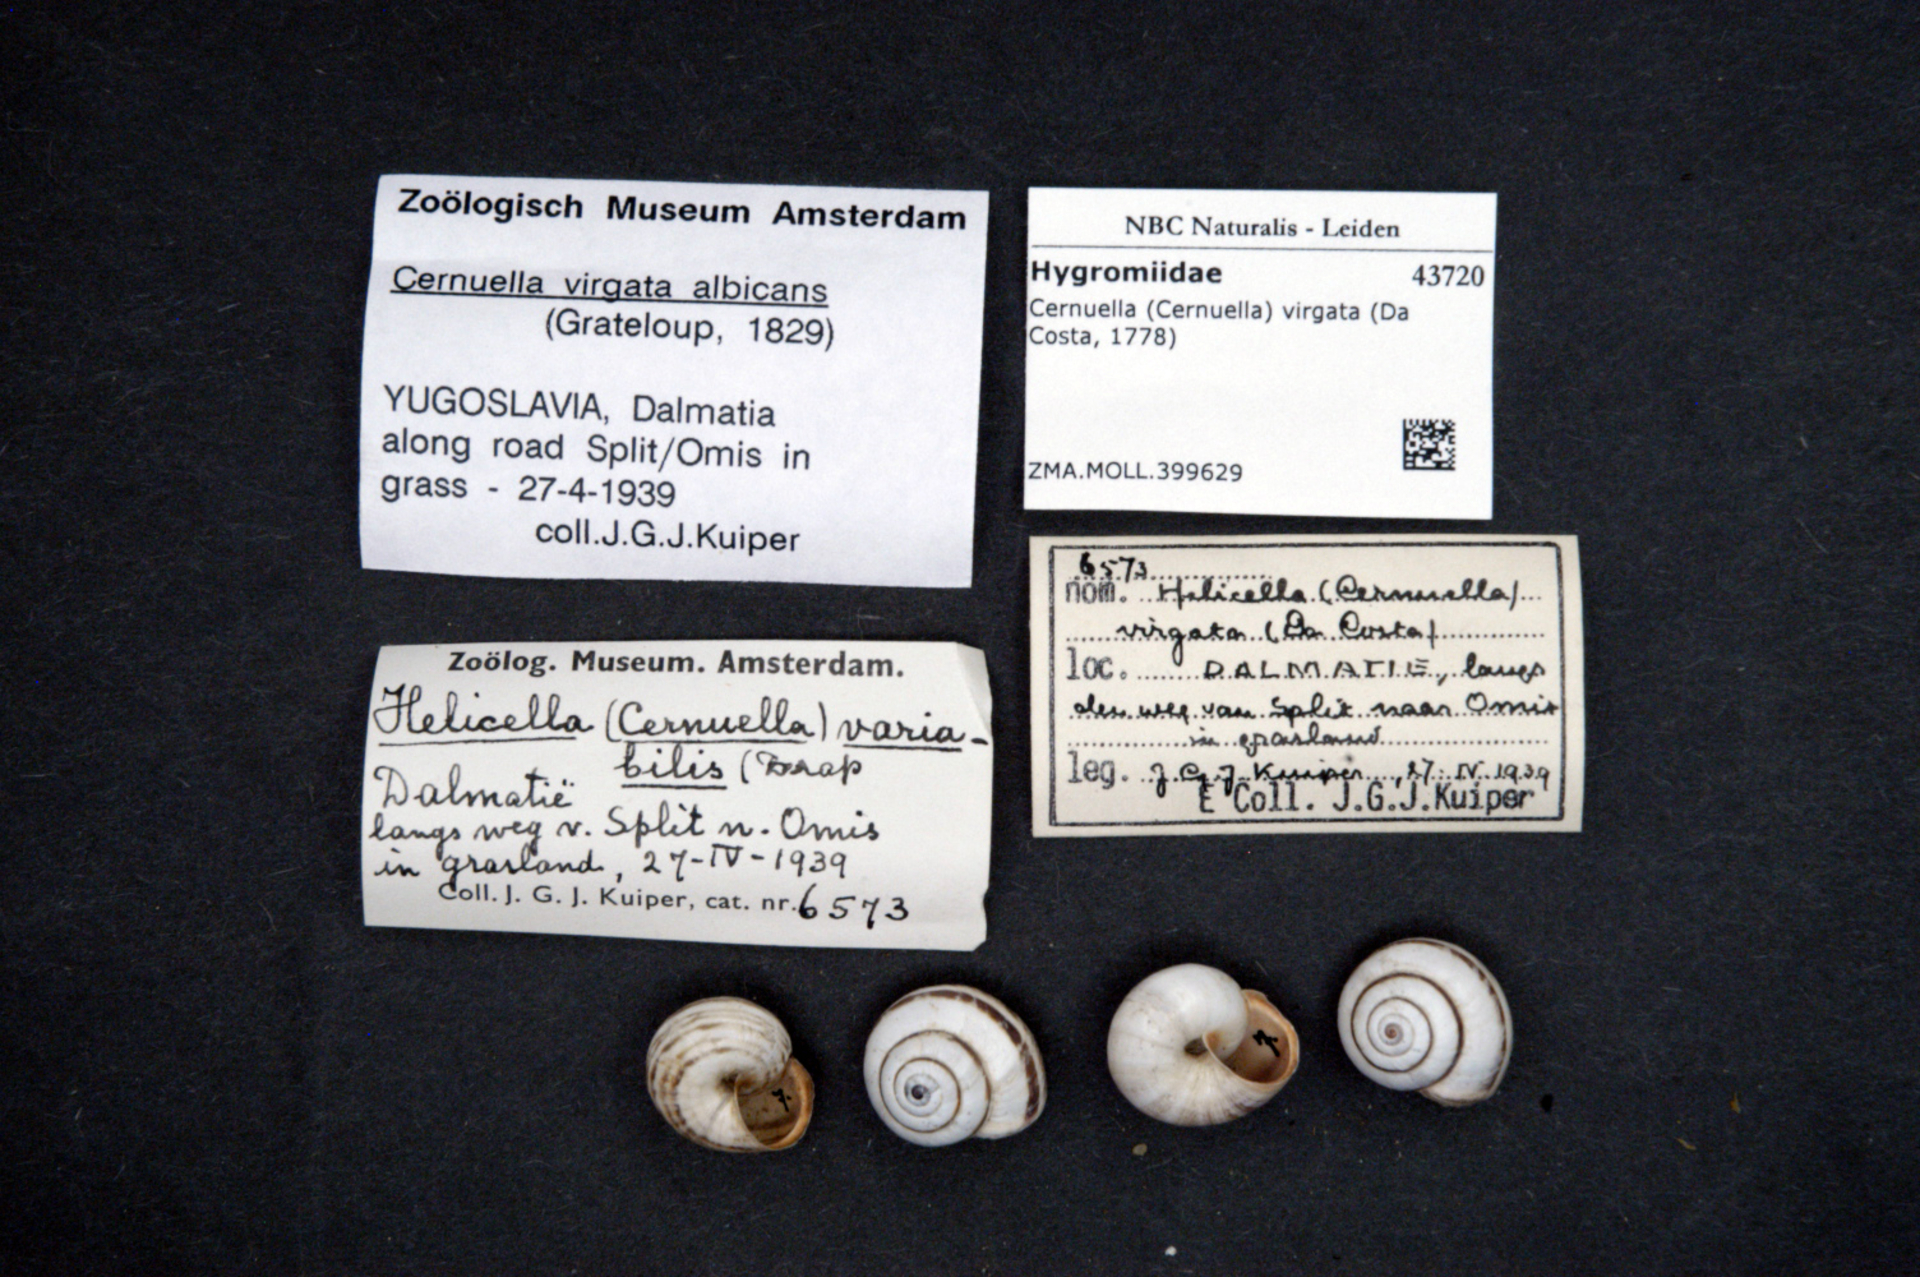 Zoölogisch Museum Amsterdam
Cernuella virgata albicans
(Grateloup, 1829)
YUGOSLAVIA, Dalmatia
along road Split/Omis in
grass - 27-4-1939
coll.J.G.J.Kuiper
NBC Naturalis - Leiden
Hygromiidae 43720
Cernuella (Cernuella) virgata (Da
Costa, 1778)
ZMA.MOLL.399629
Zoölog. Museum. Amsterdam.
Helicella (Cernuella) varia-
bilis (Drap
Dalmatië
langs weg v. Split n. Omis
in grasland, 27-IV-1939
Coll. J. G. J. Kuiper, cat. nr. 6573
6573
nom. Helicella (Cernuella)
virgata (Da Costa)
loc. DALMATIE, langs
den weg van Split naar Omis
in grasland
leg. J.G.J. Kuiper, 27 IV 1939
E Coll. J.G.J.Kuiper
7.
7